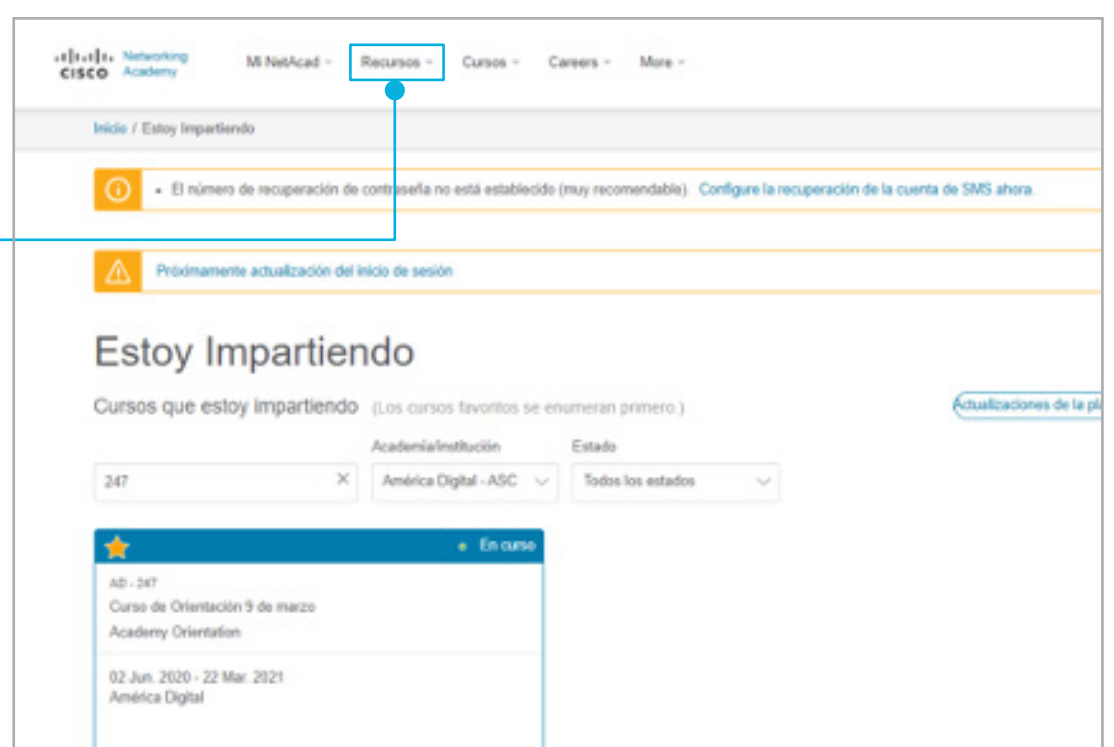 Networking
CISCO Academy
Mi NetAcad Recursos Cursos Careers More
Inicio / Estoy Impartiendo
• El número de recuperación de contraseña no está establecido (muy recomendable). Configure la recuperación de la cuenta de SMS ahora.
Próximamente actualización del inicio de sesión
Estoy Impartiendo
Cursos que estoy impartiendo (Los cursos favoritos se enumeran primero.) Actualizaciones de la pl
Academia/institución Estado
247 América Digital - ASC Todos los estados
En curso
AD - 247
Curso de Orientación 9 de marzo
Academy Orientation
02 Jun. 2020 - 22 Mar. 2021
América Digital